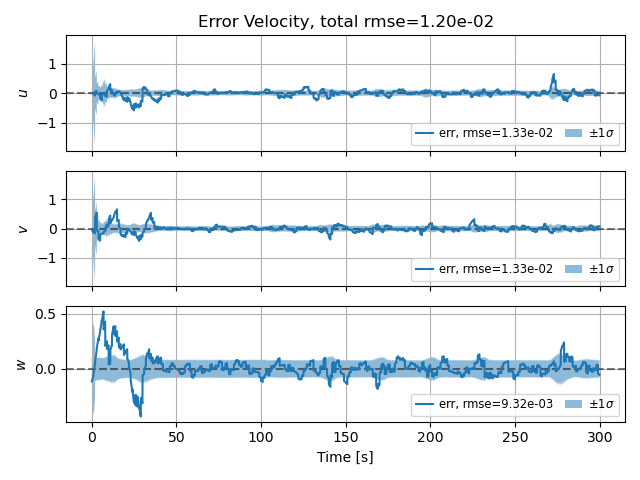 Error Velocity, total rmse=1.20e-02
1
0
−1
u
err, rmse=1.33e-02 ±1σ
1
0
−1
v
err, rmse=1.33e-02 ±1σ
0.5
0.0
w
err, rmse=9.32e-03 ±1σ
0 50 100 150 200 250 300
Time [s]